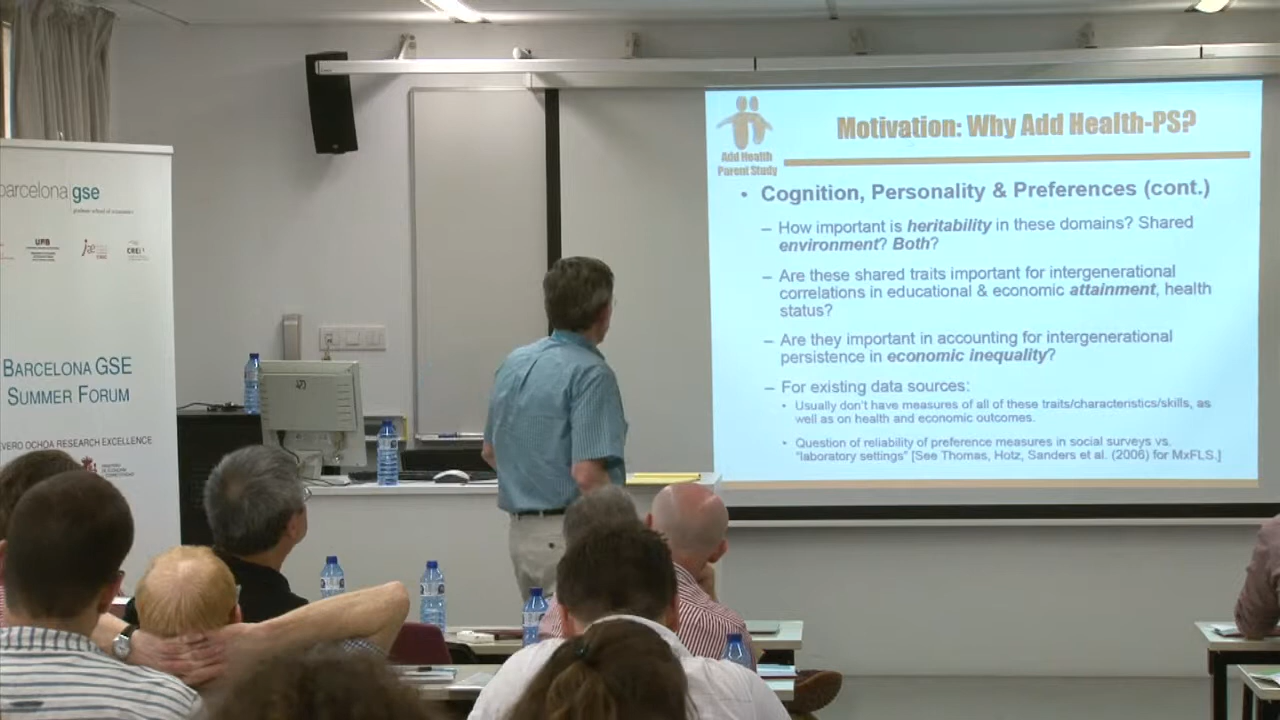 barcelona gse
graduate school of economics
UPB
CREi
BARCELONA GSE
SUMMER FORUM
EVERO OCHOA RESEARCH EXCELLENCE
Add Health
Parent Study
Motivation: Why Add Health-PS?
• Cognition, Personality & Preferences (cont.)
– How important is heritability in these domains? Shared
environment? Both?
– Are these shared traits important for intergenerational
correlations in educational & economic attainment, health
status?
– Are they important in accounting for intergenerational
persistence in economic inequality?
– For existing data sources:
• Usually don't have measures of all of these traits/characteristics/skills, as
well as on health and economic outcomes.
• Question of reliability of preference measures in social surveys vs.
"laboratory settings" [See Thomas, Hotz, Sanders et al. (2006) for MxFLS.]